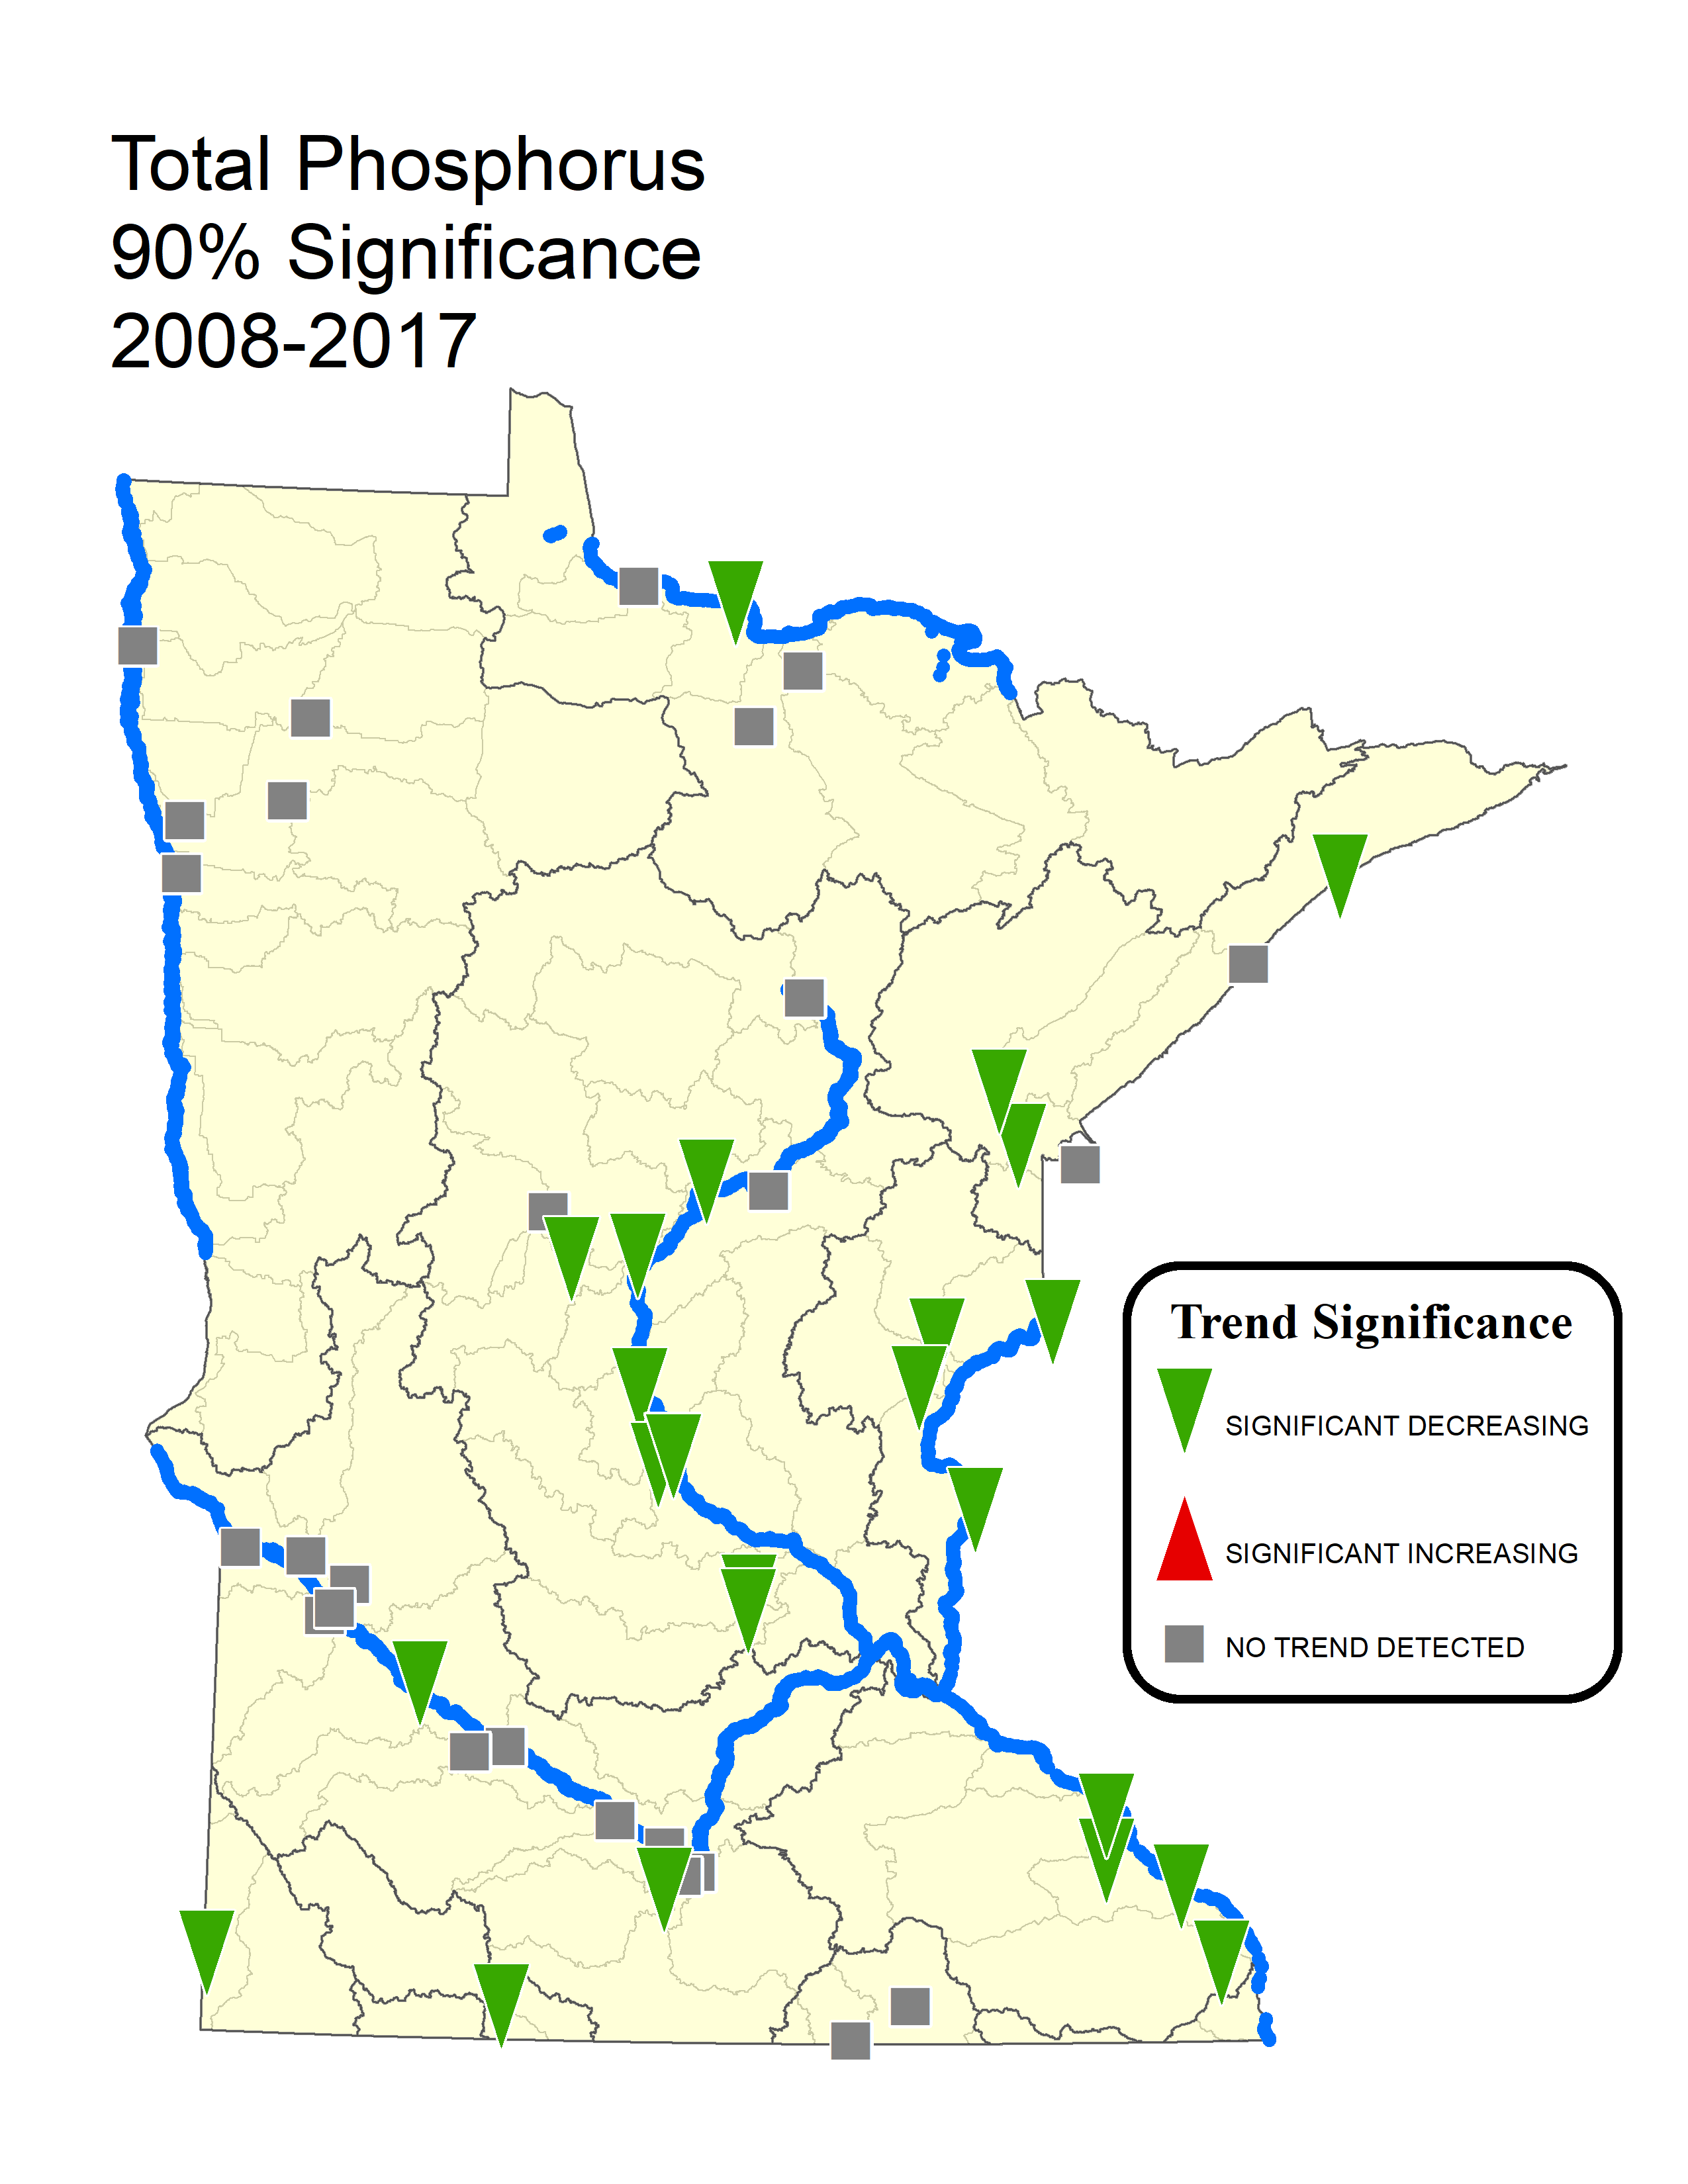 Total Phosphorus
90% Significance
2008-2017
Trend Significance
SIGNIFICANT DECREASING
SIGNIFICANT INCREASING
NO TREND DETECTED